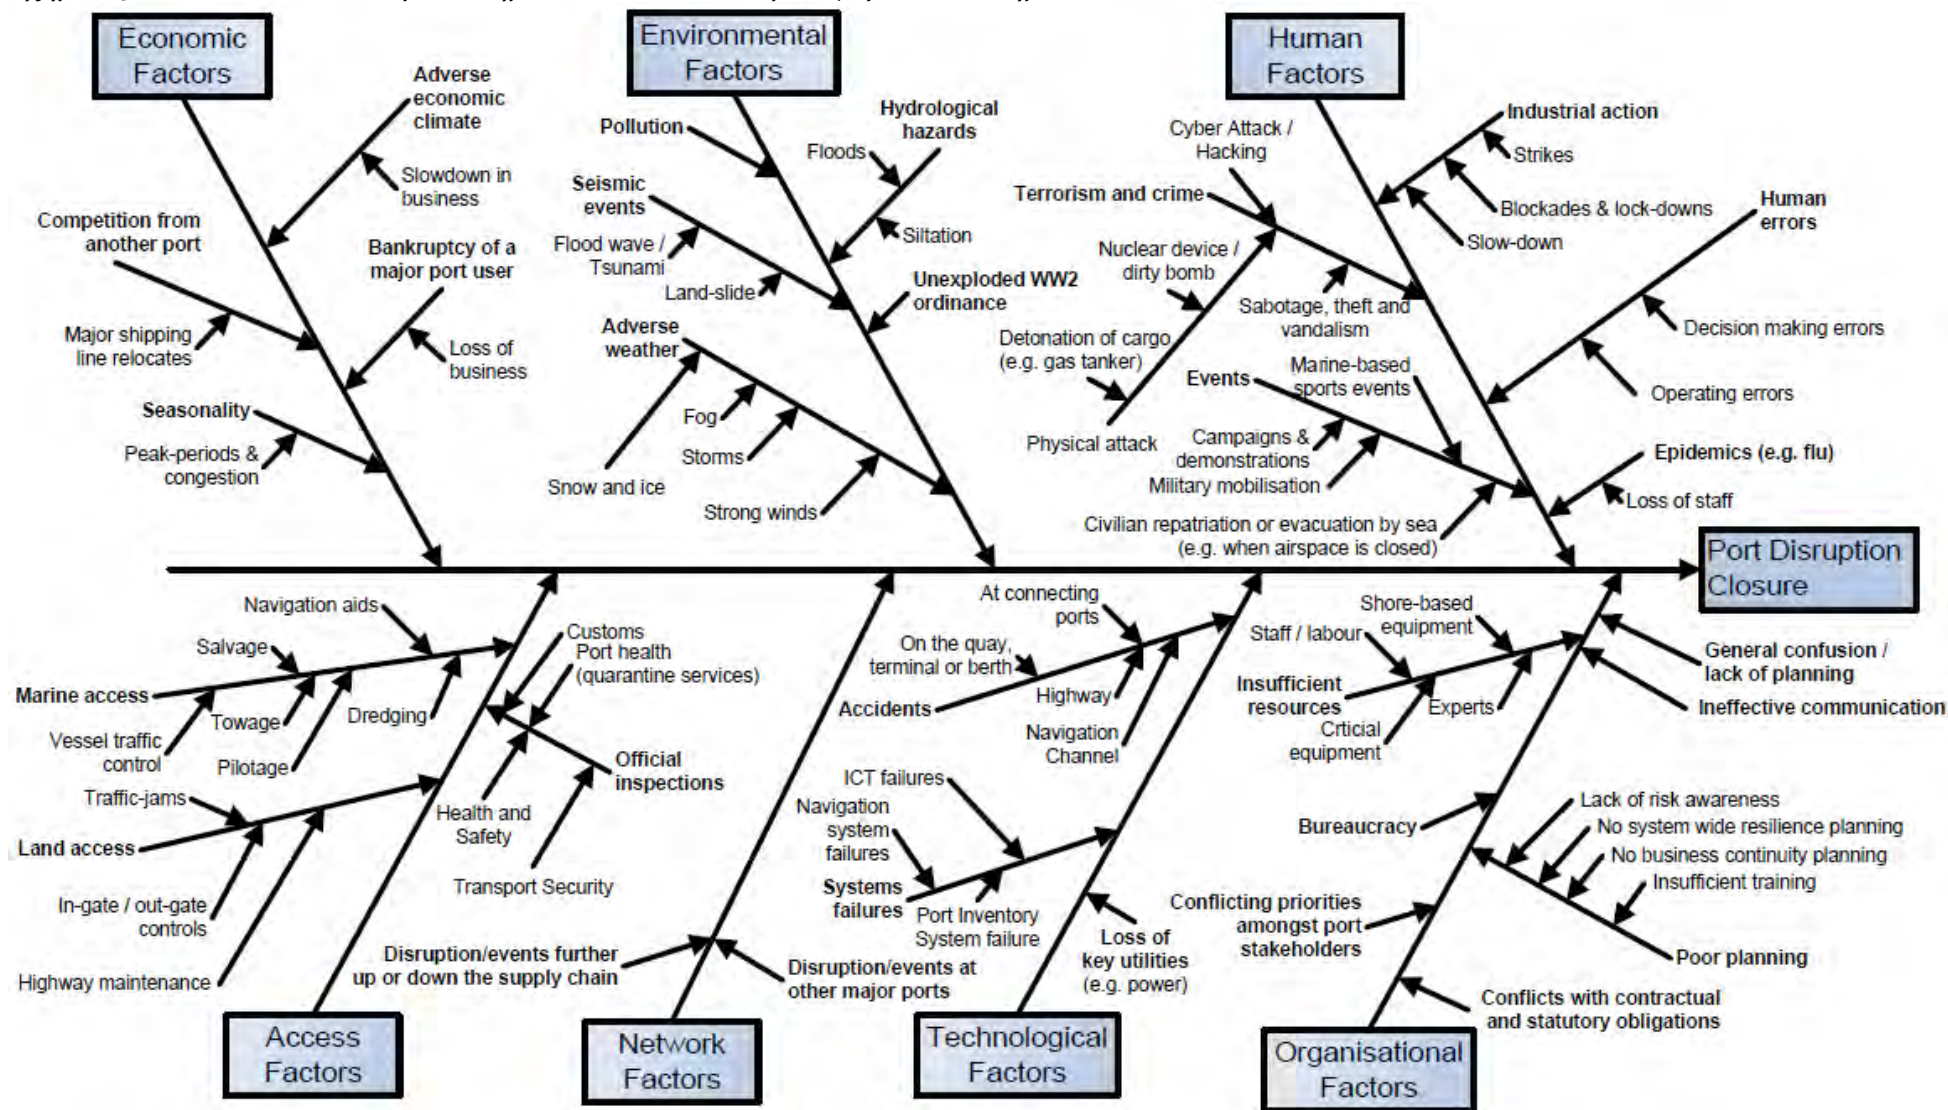 Economic
Factors
Environmental
Factors
Human
Factors
Adverse
economic
climate
Slowdown in
business
Competition from
another port
Bankruptcy of a
major port user
Major shipping
line relocates
Loss of
business
Seasonality
Peak-periods &
congestion
Pollution
Hydrological
hazards
Floods
Seismic
events
Siltation
Flood wave /
Tsunami
Land-slide
Unexploded WW2
ordinance
Adverse
weather
Fog
Storms
Snow and ice
Strong winds
Cyber Attack /
Hacking
Industrial action
Strikes
Terrorism and crime
Blockades & lock-downs
Slow-down
Human
errors
Nuclear device /
dirty bomb
Sabotage, theft and
vandalism
Decision making errors
Detonation of cargo
(e.g. gas tanker)
Marine-based
sports events
Events
Operating errors
Physical attack
Campaigns &
demonstrations
Military mobilisation
Epidemics (e.g. flu)
Loss of staff
Civilian repatriation or evacuation by sea
(e.g. when airspace is closed)
Port Disruption
Closure
Navigation aids
Salvage
Marine access
Towage
Dredging
Vessel traffic
control
Pilotage
Customs
Port health
(quarantine services)
Official
inspections
Traffic-jams
Health and
Safety
Land access
Transport Security
In-gate / out-gate
controls
Highway maintenance
Disruption/events further
up or down the supply chain
Disruption/events at
other major ports
At connecting
ports
On the quay,
terminal or berth
Accidents
Highway
Navigation
Channel
ICT failures
Navigation
system
failures
Systems
failures
Port Inventory
System failure
Loss of
key utilities
(e.g. power)
Shore-based
equipment
Staff / labour
Insufficient
resources
Experts
Crticial
equipment
General confusion /
lack of planning
Ineffective communication
Bureaucracy
Lack of risk awareness
No system wide resilience planning
No business continuity planning
Insufficient training
Poor planning
Conflicting priorities
amongst port
stakeholders
Conflicts with contractual
and statutory obligations
Access
Factors
Network
Factors
Technological
Factors
Organisational
Factors